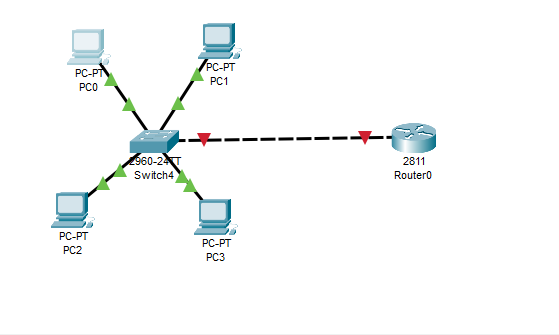 PC-PT
PC0
PC-PT
PC1
2960-24TT
Switch4
2811
Router0
PC-PT
PC2
PC-PT
PC3